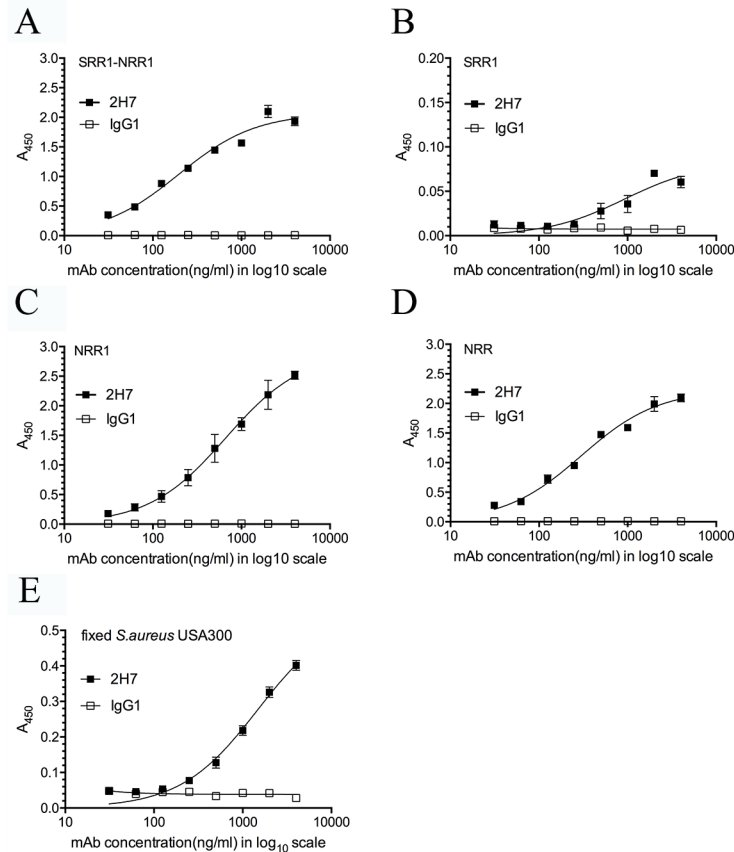 A
SRR1-NRR1
3.0
2.5
2.0
1.5
1.0
0.5
0.0
A450
2H7
IgG1
10
100
1000
10000
mAb concentration(ng/ml) in log10 scale
B
SRR1
0.20
0.15
0.10
0.05
0.00
A450
2H7
IgG1
10
100
1000
10000
mAb concentration(ng/ml) in log10 scale
C
NRR1
3.0
2.5
2.0
1.5
1.0
0.5
0.0
A450
2H7
IgG1
10
100
1000
10000
mAb concentration(ng/ml) in log10 scale
D
NRR
3.0
2.5
2.0
1.5
1.0
0.5
0.0
A450
2H7
IgG1
10
100
1000
10000
mAb concentration(ng/ml) in log10 scale
E
fixed S.aureus USA300
0.5
0.4
0.3
0.2
0.1
0.0
A450
2H7
IgG1
10
100
1000
10000
mAb concentration(ng/ml) in log10 scale